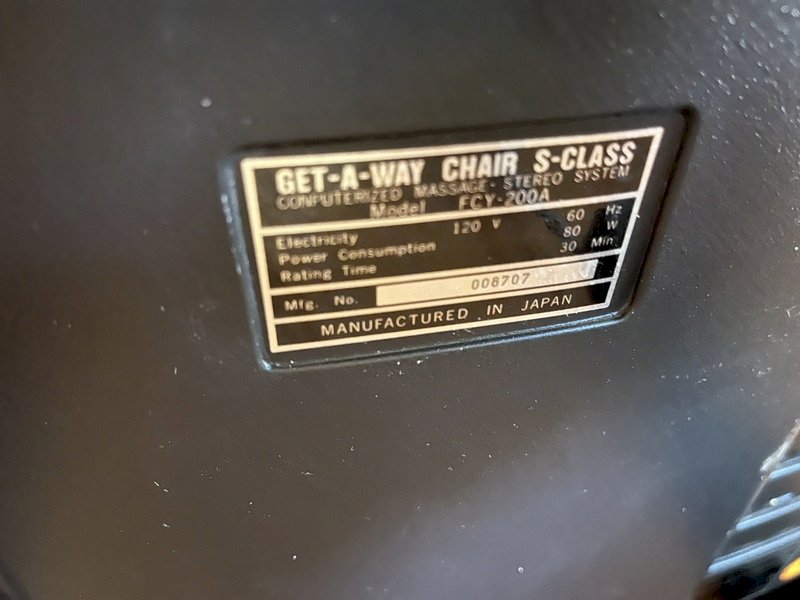 GET-A-WAY CHAIR S-CLASS
COMPUTERIZED MASSAGE·STEREO SYSTEM
Model FCY-200A
Electricity 120 V 60 Hz
Power Consumption 80 W
Rating Time 30 Min.
Mfg. No. 008707
MANUFACTURED IN JAPAN